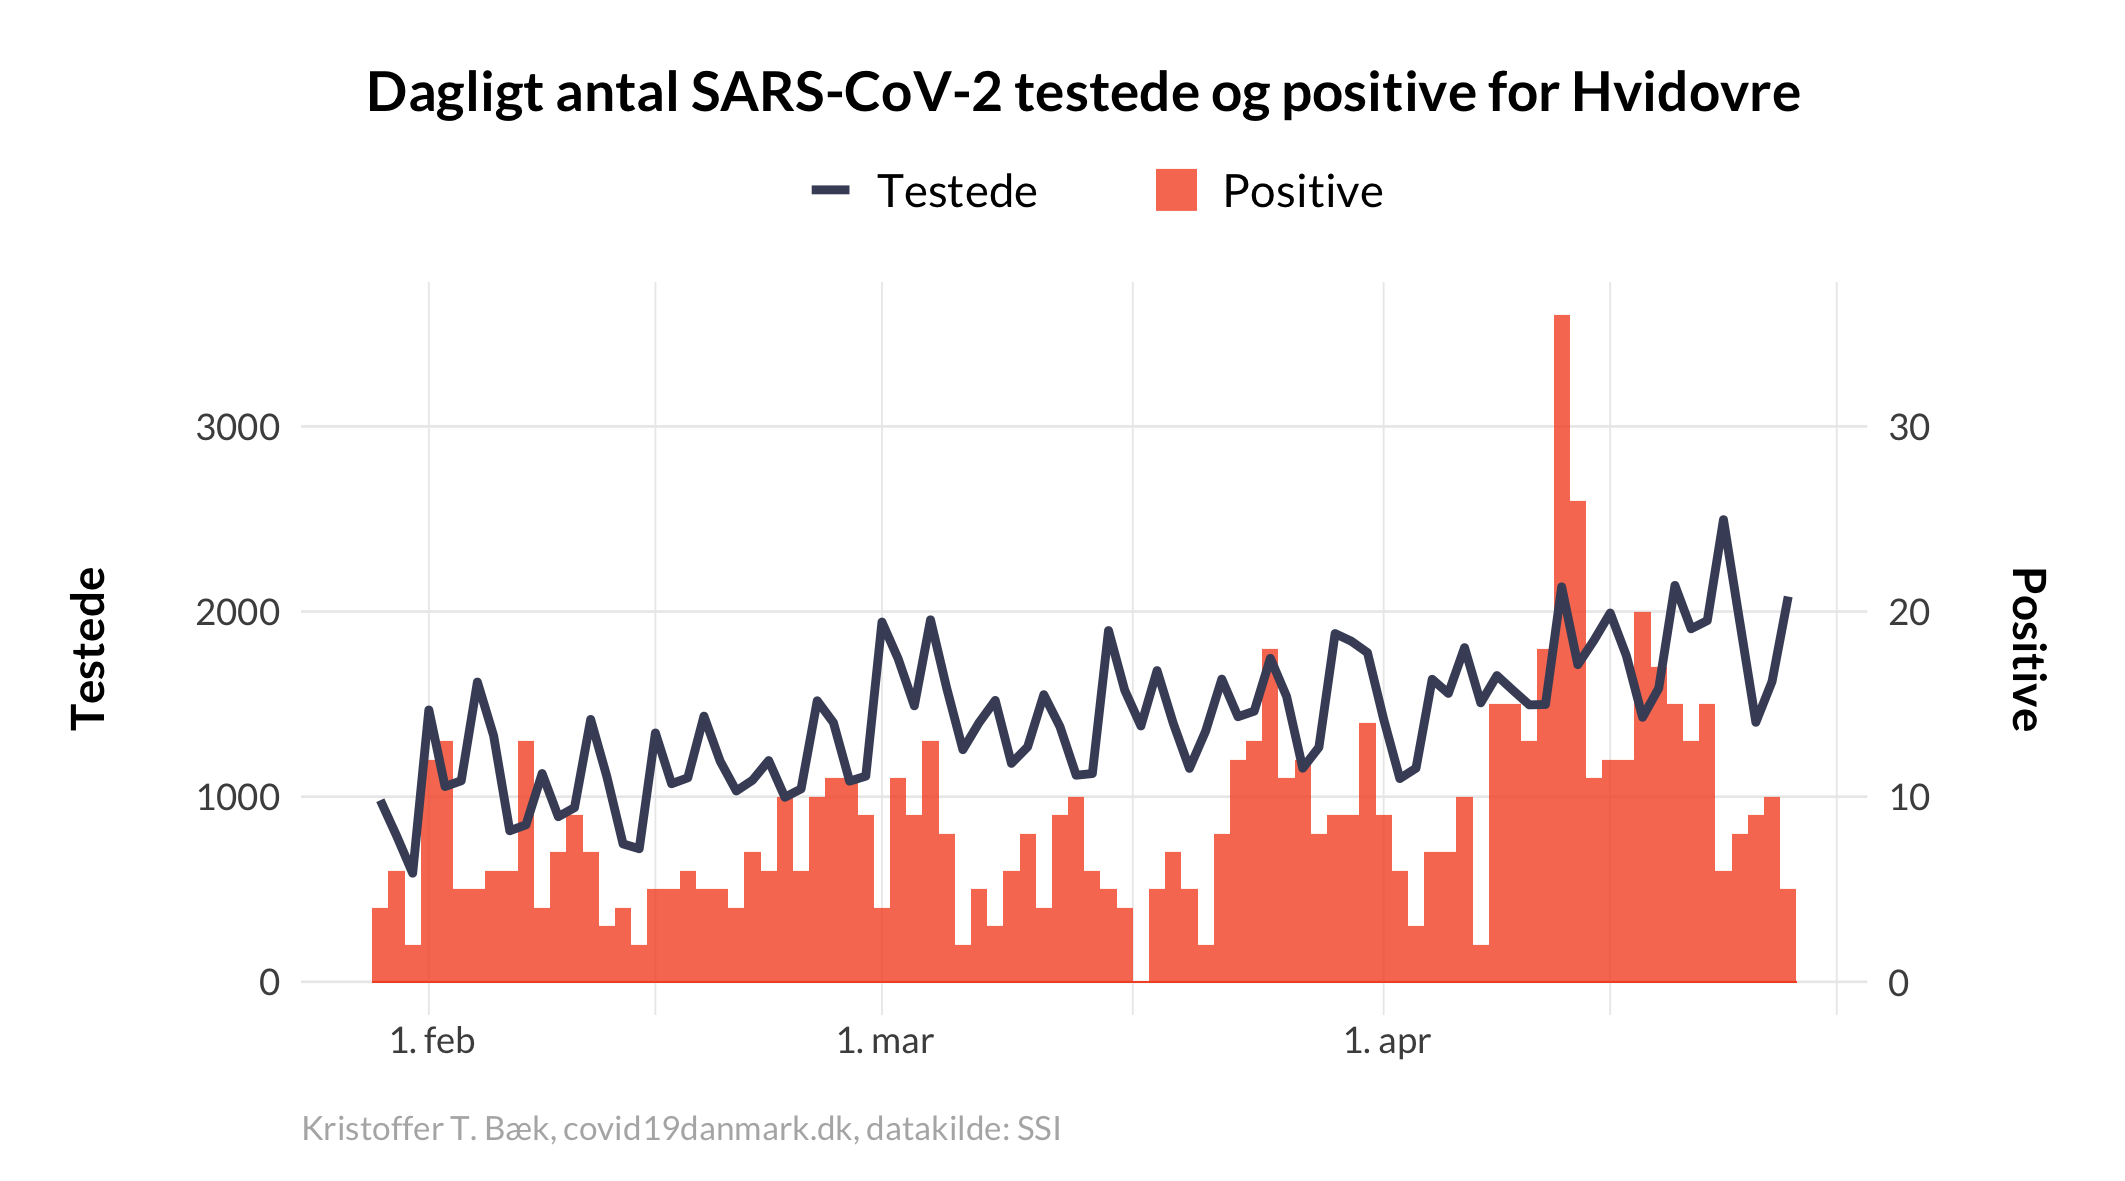 Dagligt antal SARS-CoV-2 testede og positive for Hvidovre
Testede
Positive
3000
2000
1000
0
30
20
10
0
Testede
Positive
1. feb
1. mar
1. apr
Kristoffer T. Bæk, covid19danmark.dk, datakilde: SSI